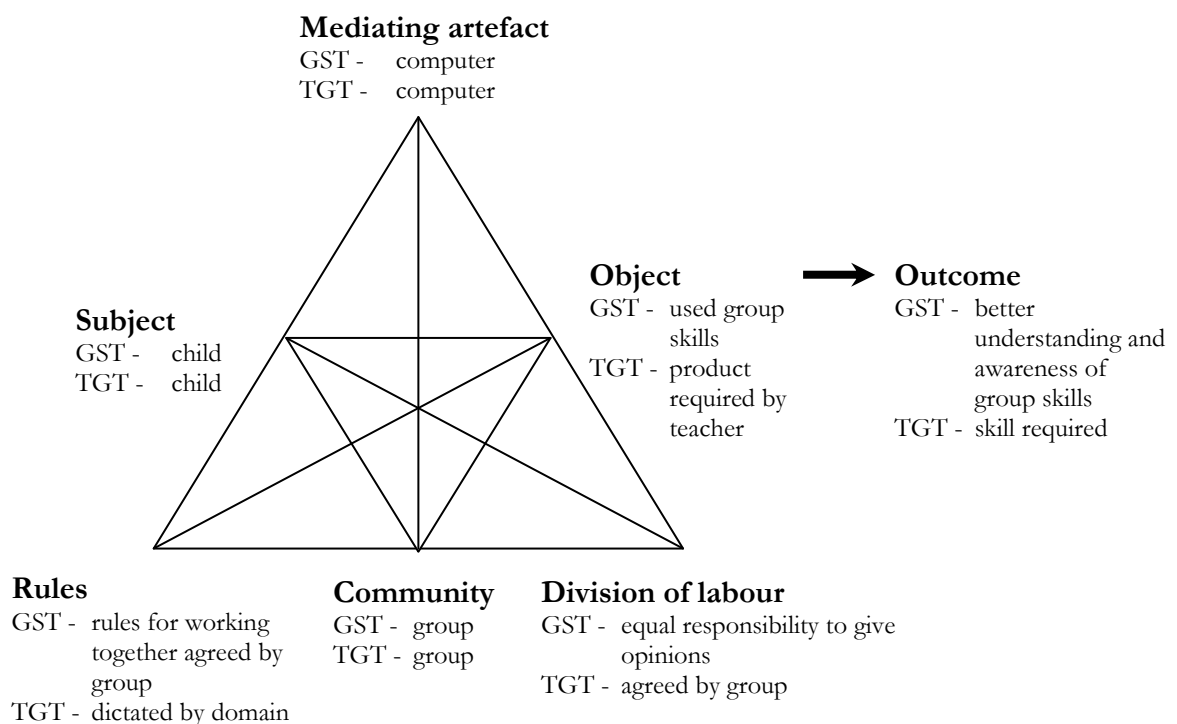 Mediating artefact
GST - computer
TGT - computer
Subject
GST - child
TGT - child
Object
GST - used group
skills
TGT - product
required by
teacher
Outcome
GST - better
understanding and
awareness of
group skills
TGT - skill required
Rules
GST - rules for working
together agreed by
group
TGT - dictated by domain
Community
GST - group
TGT - group
Division of labour
GST - equal responsibility to give
opinions
TGT - agreed by group